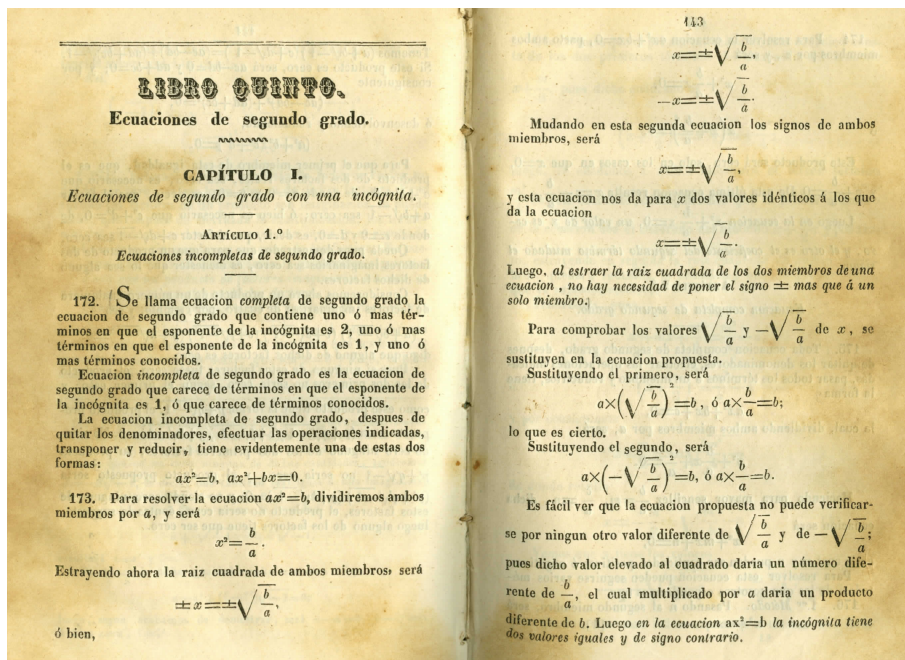 LIBRO QUINTO.
Ecuaciones de segundo grado.
CAPÍTULO I.
Ecuaciones de segundo grado con una incógnita.
ARTÍCULO 1.º
Ecuaciones incompletas de segundo grado.
172. Se llama ecuacion completa de segundo grado la
ecuacion de segundo grado que contiene uno ó mas tér-
minos en que el esponente de la incógnita es 2, uno ó mas
términos en que el esponente de la incógnita es 1, y uno ó
mas términos conocidos.
Ecuacion incompleta de segundo grado es la ecuacion de
segundo grado que carece de términos en que el esponente de
la incógnita es 1, ó que carece de términos conocidos.
La ecuacion incompleta de segundo grado, despues de
quitar los denominadores, efectuar las operaciones indicadas,
transponer y reducir, tiene evidentemente una de estas dos
formas:
ax²=b, ax²+bx=0.
173. Para resolver la ecuacion ax²=b, dividiremos ambos
miembros por a, y será
x²=b/a.
Estrayendo ahora la raiz cuadrada de ambos miembros, será
±x=±√b/a,
ó bien,
143
x=±√b/a,
—x=±√b/a.
Mudando en esta segunda ecuacion los signos de ambos
miembros, será
x=±√b/a,
y esta ecuacion nos da para x dos valores idénticos á los que
da la ecuacion
x=±√b/a.
Luego, al estraer la raiz cuadrada de los dos miembros de una
ecuacion, no hay necesidad de poner el signo ± mas que á un
solo miembro.
Para comprobar los valores √b/a y —√b/a de x, se
sustituyen en la ecuacion propuesta.
Sustituyendo el primero, será
a×(√b/a)²=b, ó a×b/a=b;
lo que es cierto.
Sustituyendo el segundo, será
a×(—√b/a)²=b, ó a×b/a=b.
Es fácil ver que la ecuacion propuesta no puede verificar-
se por ningun otro valor diferente de √b/a y de —√b/a;
pues dicho valor elevado al cuadrado daria un número dife-
rente de b/a, el cual multiplicado por a daria un producto
diferente de b. Luego en la ecuacion ax²=b la incógnita tiene
dos valores iguales y de signo contrario.